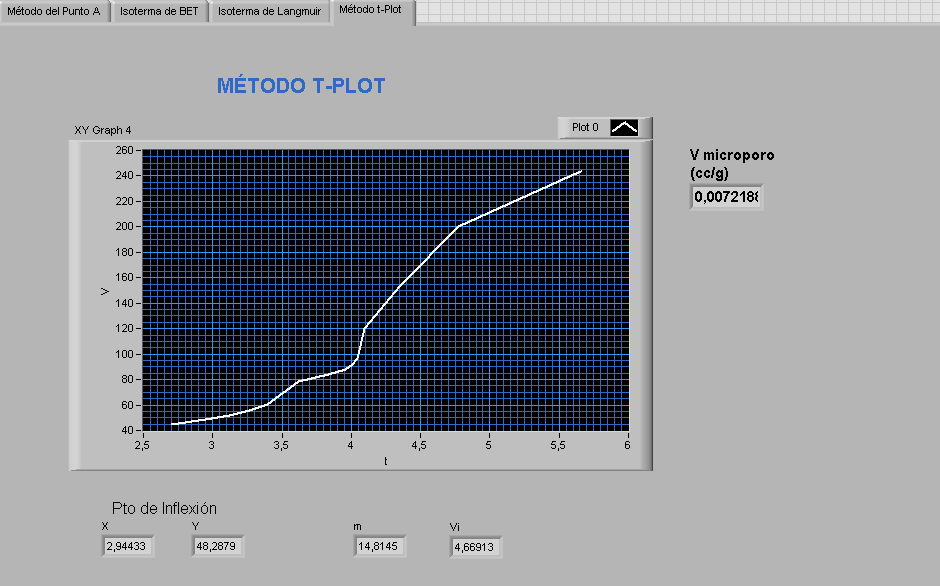 Método del Punto A
Isoterma de BET
Isoterma de Langmuir
Método t-Plot
MÉTODO T-PLOT
XY Graph 4
Plot 0
V microporo
(cc/g)
0,0072188
260
240
220
200
180
160
140
120
100
80
60
40
V
2,5
3
3,5
4
4,5
5
5,5
6
t
Pto de Inflexión
X
Y
m
Vi
2,94433
48,2879
14,8145
4,66913